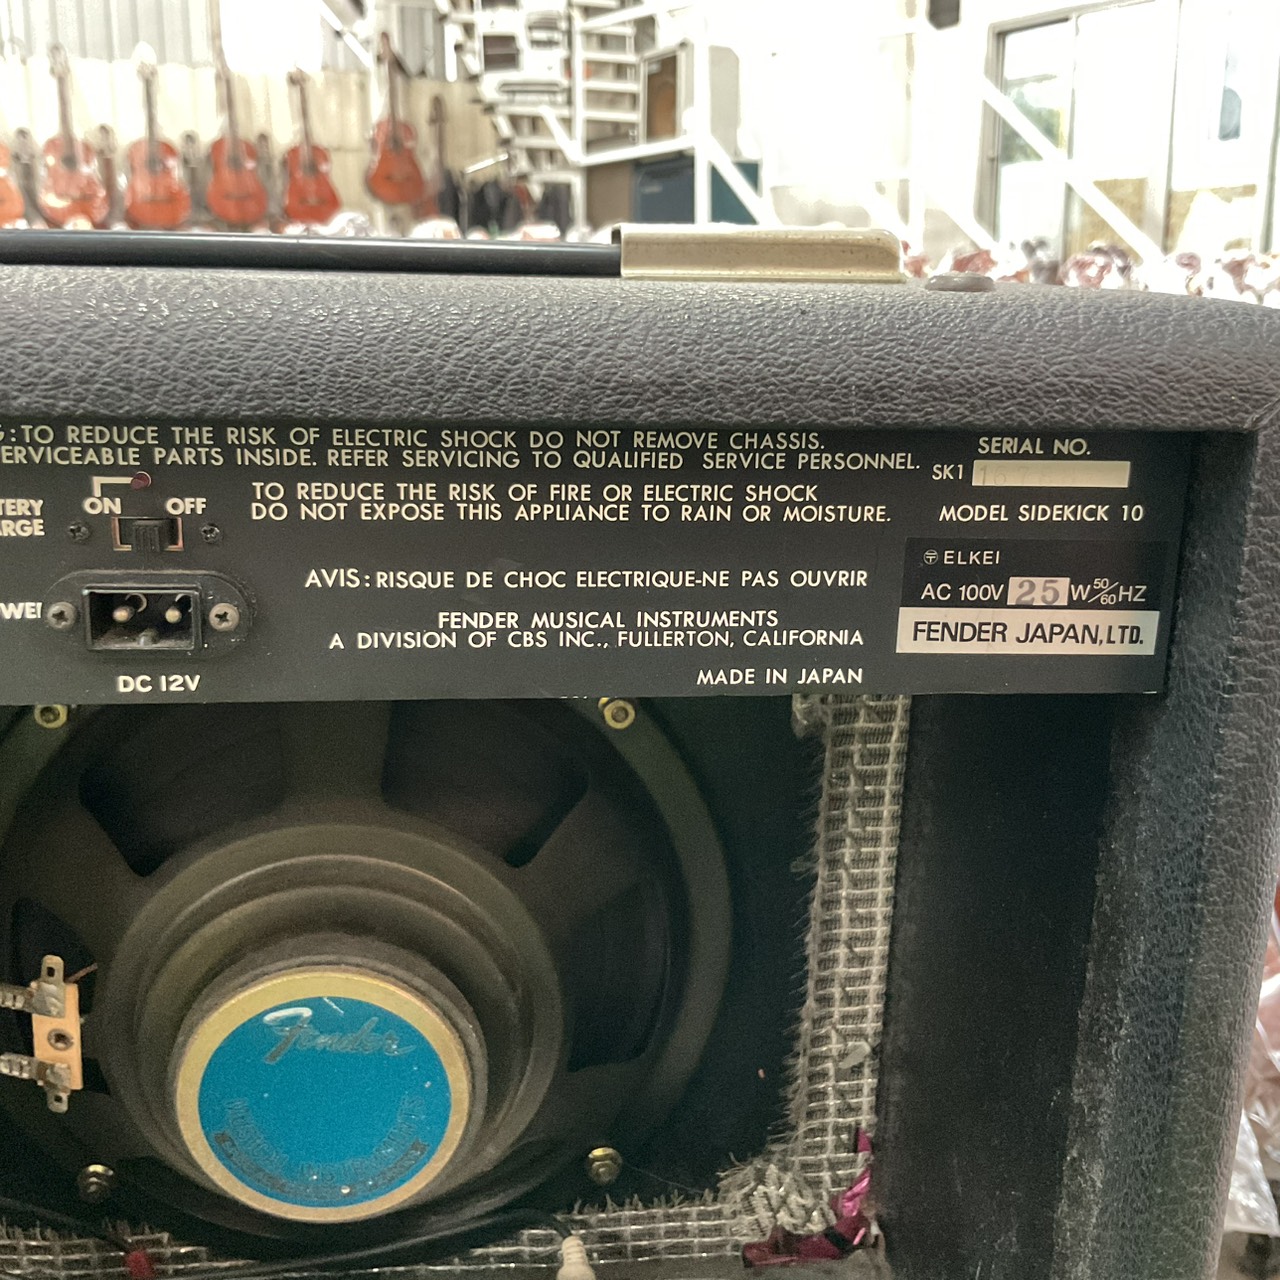 G: TO REDUCE THE RISK OF ELECTRIC SHOCK DO NOT REMOVE CHASSIS.
ERVICEABLE PARTS INSIDE. REFER SERVICING TO QUALIFIED SERVICE PERSONNEL.
TERY
ARGE
ON OFF
TO REDUCE THE RISK OF FIRE OR ELECTRIC SHOCK
DO NOT EXPOSE THIS APPLIANCE TO RAIN OR MOISTURE.
SERIAL NO.
SK1
MODEL SIDEKICK 10
WEI
DC 12V
AVIS: RISQUE DE CHOC ELECTRIQUE-NE PAS OUVRIR
FENDER MUSICAL INSTRUMENTS
A DIVISION OF CBS INC., FULLERTON, CALIFORNIA
MADE IN JAPAN
〶 ELKEI
AC 100V 25 W 50/60 HZ
FENDER JAPAN, LTD.
Fender
MUSICAL INSTRUMENTS